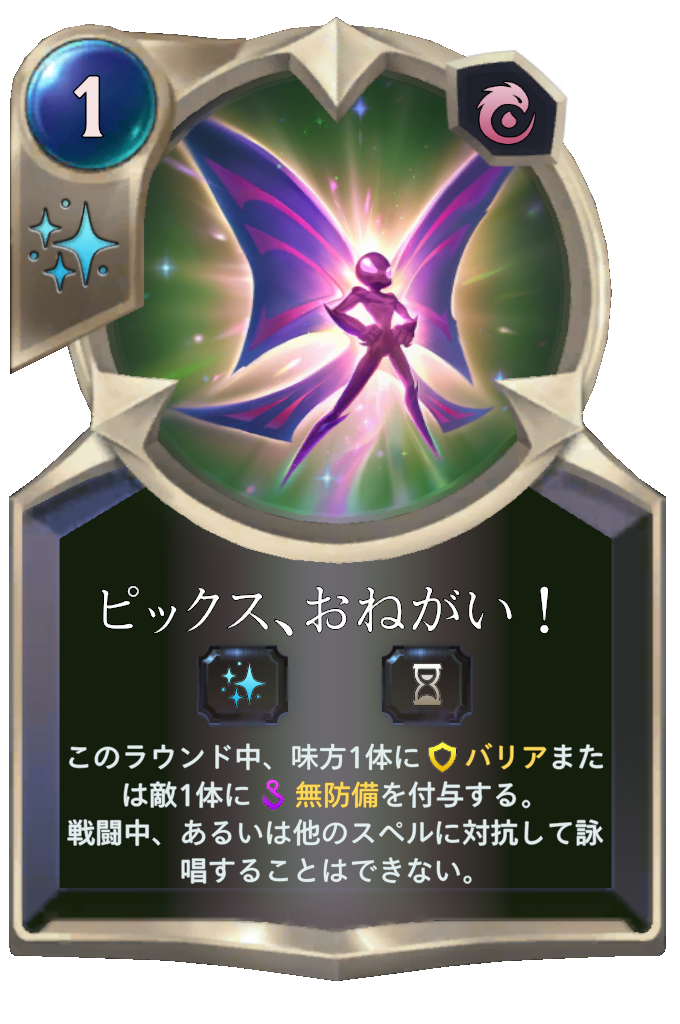 1
ピックス、おねがい！
このラウンド中、味方1体に バリアまた
は敵1体に 無防備を付与する。
戦闘中、あるいは他のスペルに対抗して詠
唱することはできない。